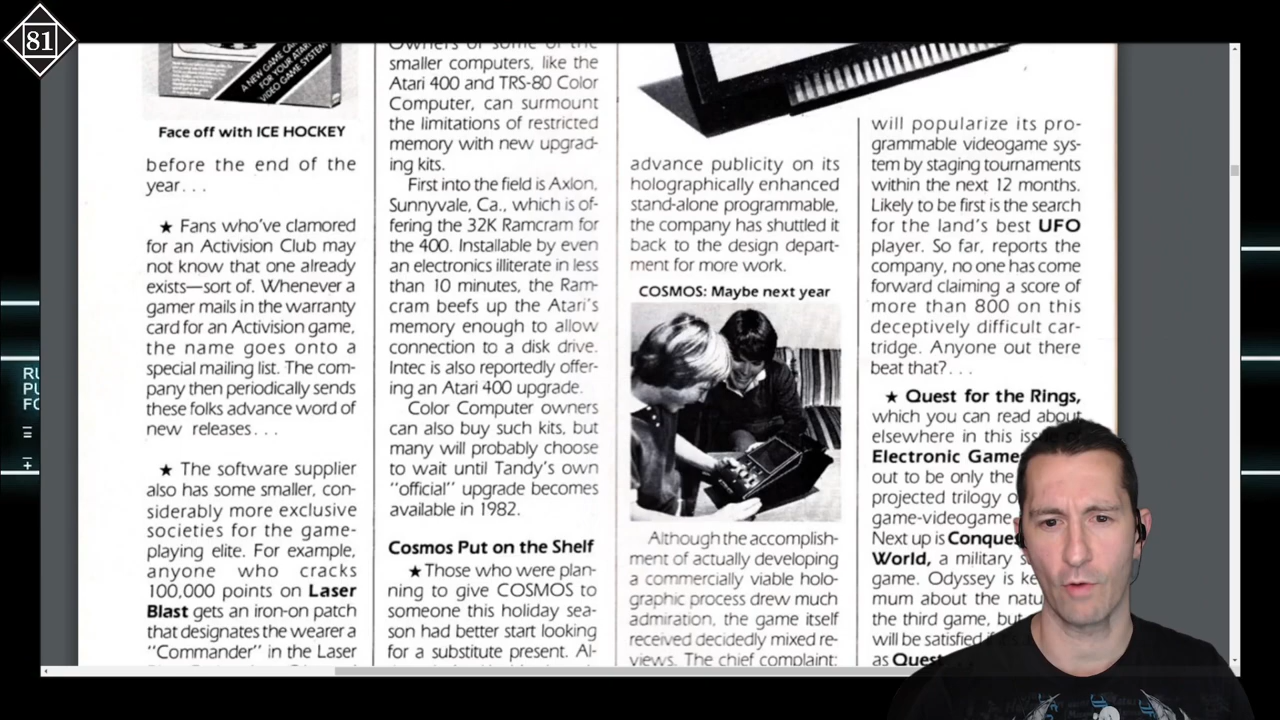 81
A NEW GAME CA
FOR YOUR ATARI
VIDEO GAME SYSTEM
Face off with ICE HOCKEY
before the end of the
year. . .
★ Fans who've clamored
for an Activision Club may
not know that one already
exists—sort of. Whenever a
gamer mails in the warranty
card for an Activision game,
the name goes onto a
special mailing list. The com-
pany then periodically sends
these folks advance word of
new releases. . .
★ The software supplier
also has some smaller, con-
siderably more exclusive
societies for the game-
playing elite. For example,
anyone who cracks
100,000 points on Laser
Blast gets an iron-on patch
that designates the wearer a
"Commander" in the Laser
Owners of some of the
smaller computers, like the
Atari 400 and TRS-80 Color
Computer, can surmount
the limitations of restricted
memory with new upgrad-
ing kits.
First into the field is Axlon,
Sunnyvale, Ca., which is of-
fering the 32K Ramcram for
the 400. Installable by even
an electronics illiterate in less
than 10 minutes, the Ram-
cram beefs up the Atari's
memory enough to allow
connection to a disk drive.
Intec is also reportedly offer-
ing an Atari 400 upgrade.
Color Computer owners
can also buy such kits, but
many will probably choose
to wait until Tandy's own
"official" upgrade becomes
available in 1982.
Cosmos Put on the Shelf
★ Those who were plan-
ning to give COSMOS to
someone this holiday sea-
son had better start looking
for a substitute present. Al-
advance publicity on its
holographically enhanced
stand-alone programmable,
the company has shuttled it
back to the design depart-
ment for more work.
COSMOS: Maybe next year
Although the accomplish-
ment of actually developing
a commercially viable holo-
graphic process drew much
admiration, the game itself
received decidedly mixed re-
views. The chief complaint:
will popularize its pro-
grammable videogame sys-
tem by staging tournaments
within the next 12 months.
Likely to be first is the search
for the land's best UFO
player. So far, reports the
company, no one has come
forward claiming a score of
more than 800 on this
deceptively difficult car-
tridge. Anyone out there
beat that?. . .
★ Quest for the Rings,
which you can read about
elsewhere in this iss
Electronic Game
out to be only the
projected trilogy o
game-videogame
Next up is Conque
World, a military s
game. Odyssey is ke
mum about the natu
the third game, but
will be satisfied if
as Quest
RU
PU
FO